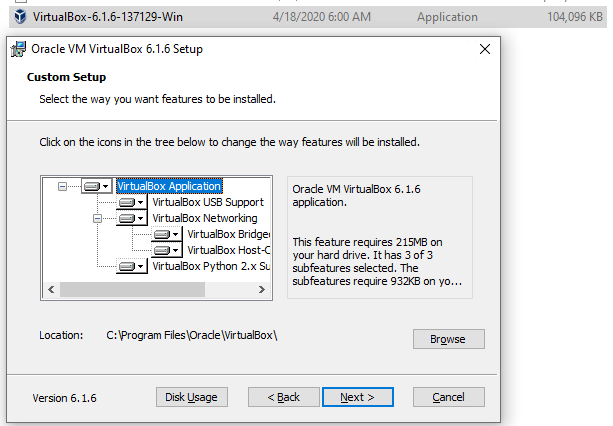 VirtualBox-6.1.6-137129-Win 4/18/2020 6:00 AM Application 104,096 KB
Oracle VM VirtualBox 6.1.6 Setup
Custom Setup
Select the way you want features to be installed.
Click on the icons in the tree below to change the way features will be installed.
VirtualBox Application
VirtualBox USB Support
VirtualBox Networking
VirtualBox Bridge
VirtualBox Host-C
VirtualBox Python 2.x Su
Oracle VM VirtualBox 6.1.6
application.
This feature requires 215MB on
your hard drive. It has 3 of 3
subfeatures selected. The
subfeatures require 932KB on yo...
Location: C:\Program Files\Oracle\VirtualBox\
Browse
Version 6.1.6
Disk Usage
< Back
Next >
Cancel